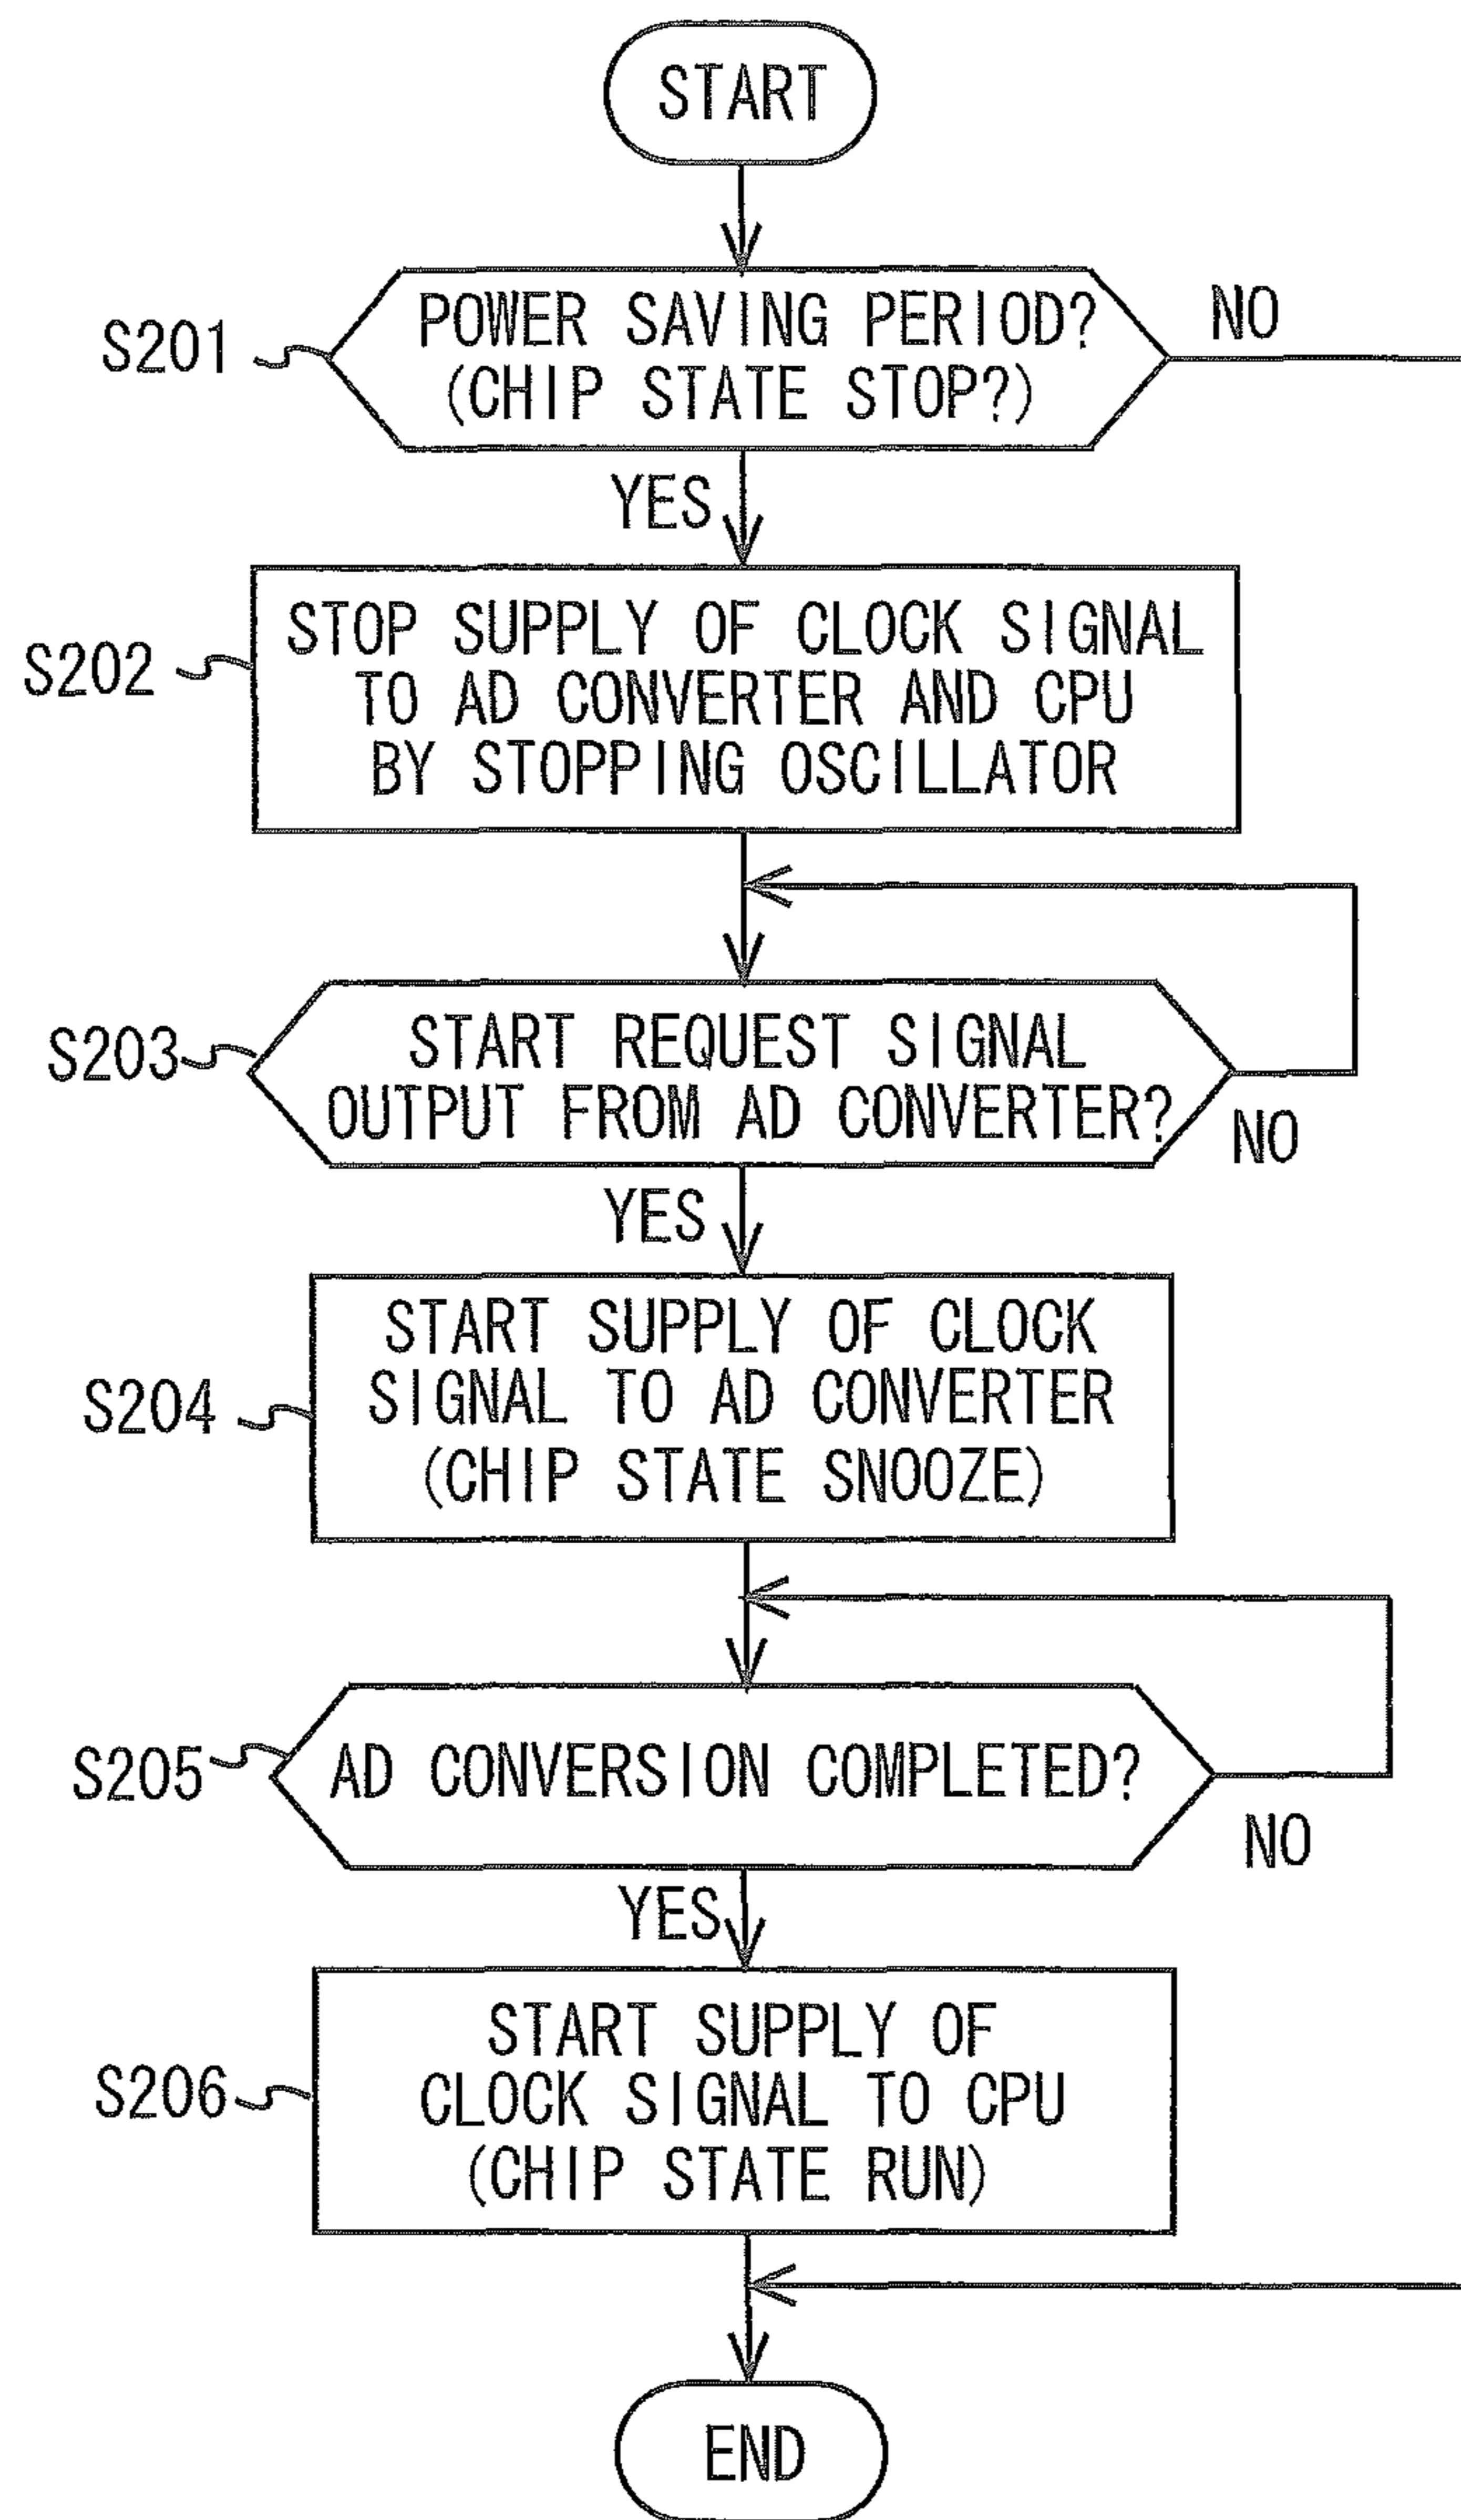 START
POWER SAVING PERIOD?
(CHIP STATE STOP?)
S201
NO
YES
STOP SUPPLY OF CLOCK SIGNAL
TO AD CONVERTER AND CPU
BY STOPPING OSCILLATOR
S202
START REQUEST SIGNAL
OUTPUT FROM AD CONVERTER?
S203
NO
YES
START SUPPLY OF CLOCK
SIGNAL TO AD CONVERTER
(CHIP STATE SNOOZE)
S204
AD CONVERSION COMPLETED?
S205
NO
YES
START SUPPLY OF
CLOCK SIGNAL TO CPU
(CHIP STATE RUN)
S206
END